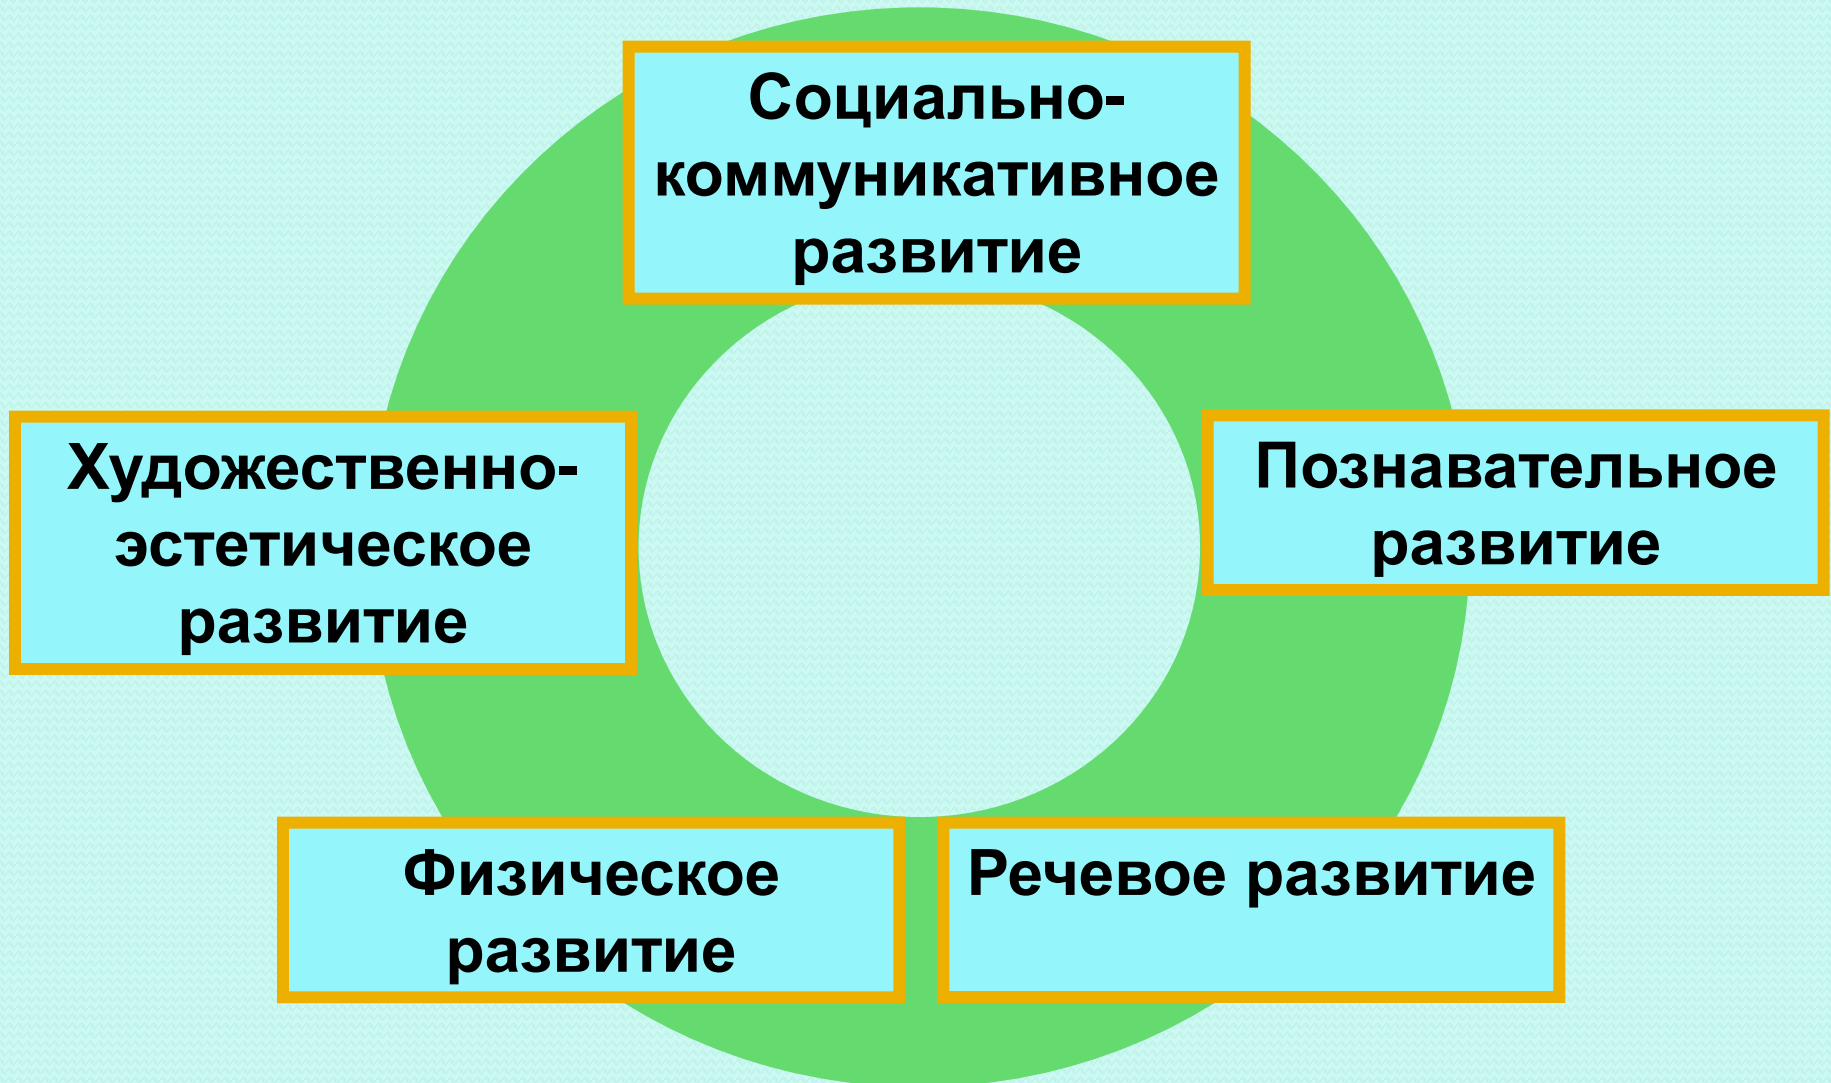 Социально-
коммуникативное
развитие
Художественно-
эстетическое
развитие
Познавательное
развитие
Физическое
развитие
Речевое развитие